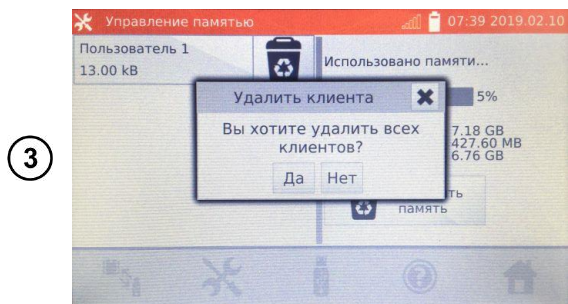 Управление памятью
07:39 2019.02.10
Пользователь 1
13.00 kB
Использовано памяти...
5%
Удалить клиента
Вы хотите удалить всех
клиентов?
Да Нет
7.18 GB
427.60 MB
6.76 GB
память
3